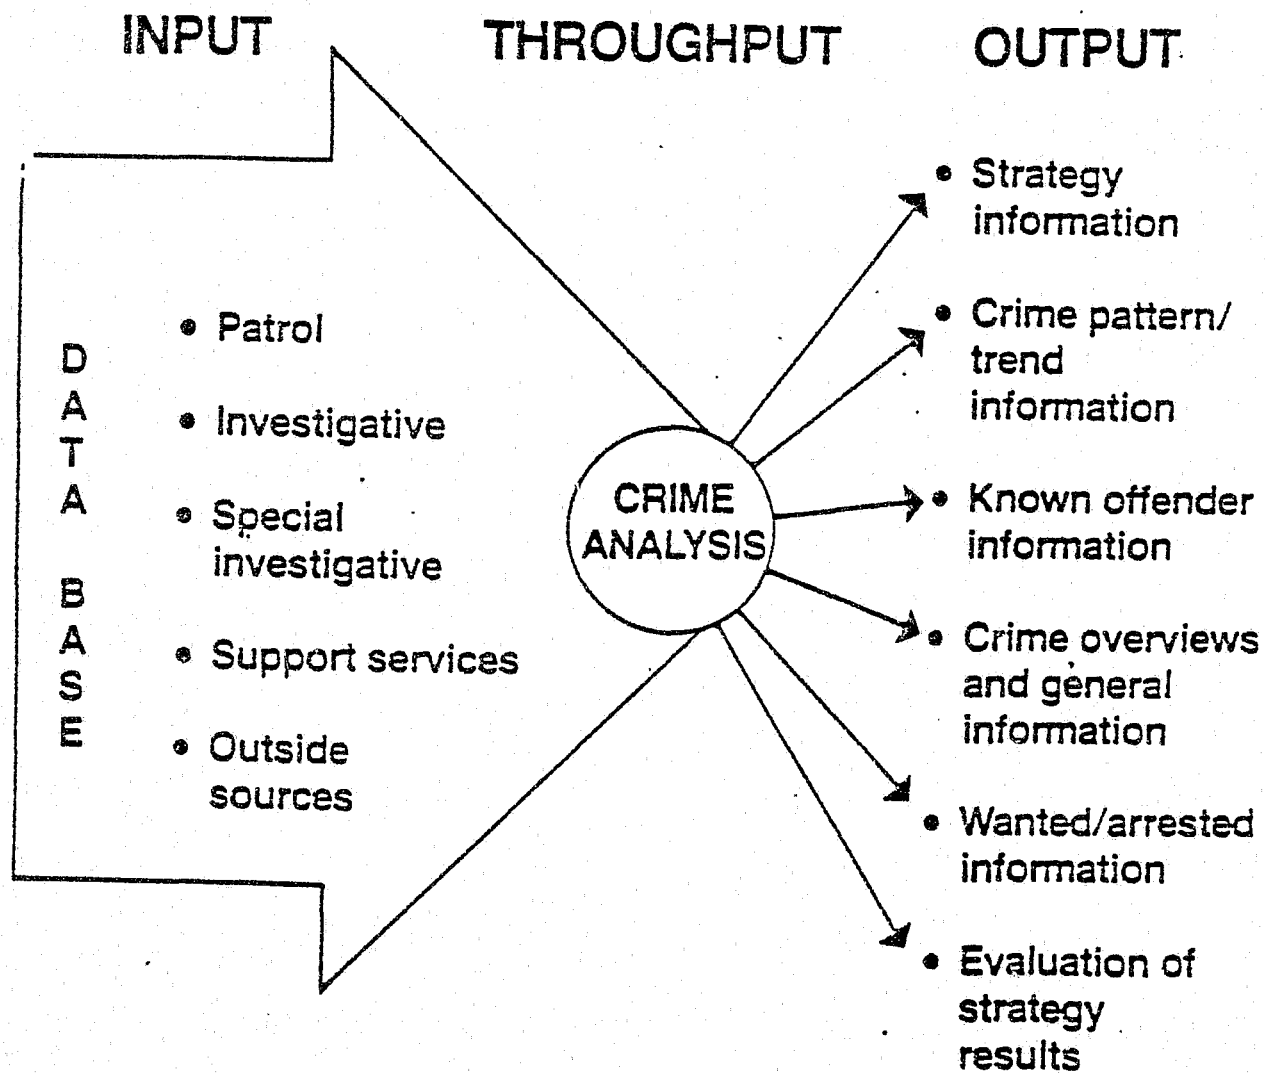 INPUT
THROUGHPUT
OUTPUT
D
A
T
A
B
A
S
E
• Patrol
• Investigative
• Special
investigative
• Support services
• Outside
sources
CRIME
ANALYSIS
• Strategy
information
• Crime pattern/
trend
information
• Known offender
information
• Crime overviews
and general
information
• Wanted/arrested
information
• Evaluation of
strategy
results